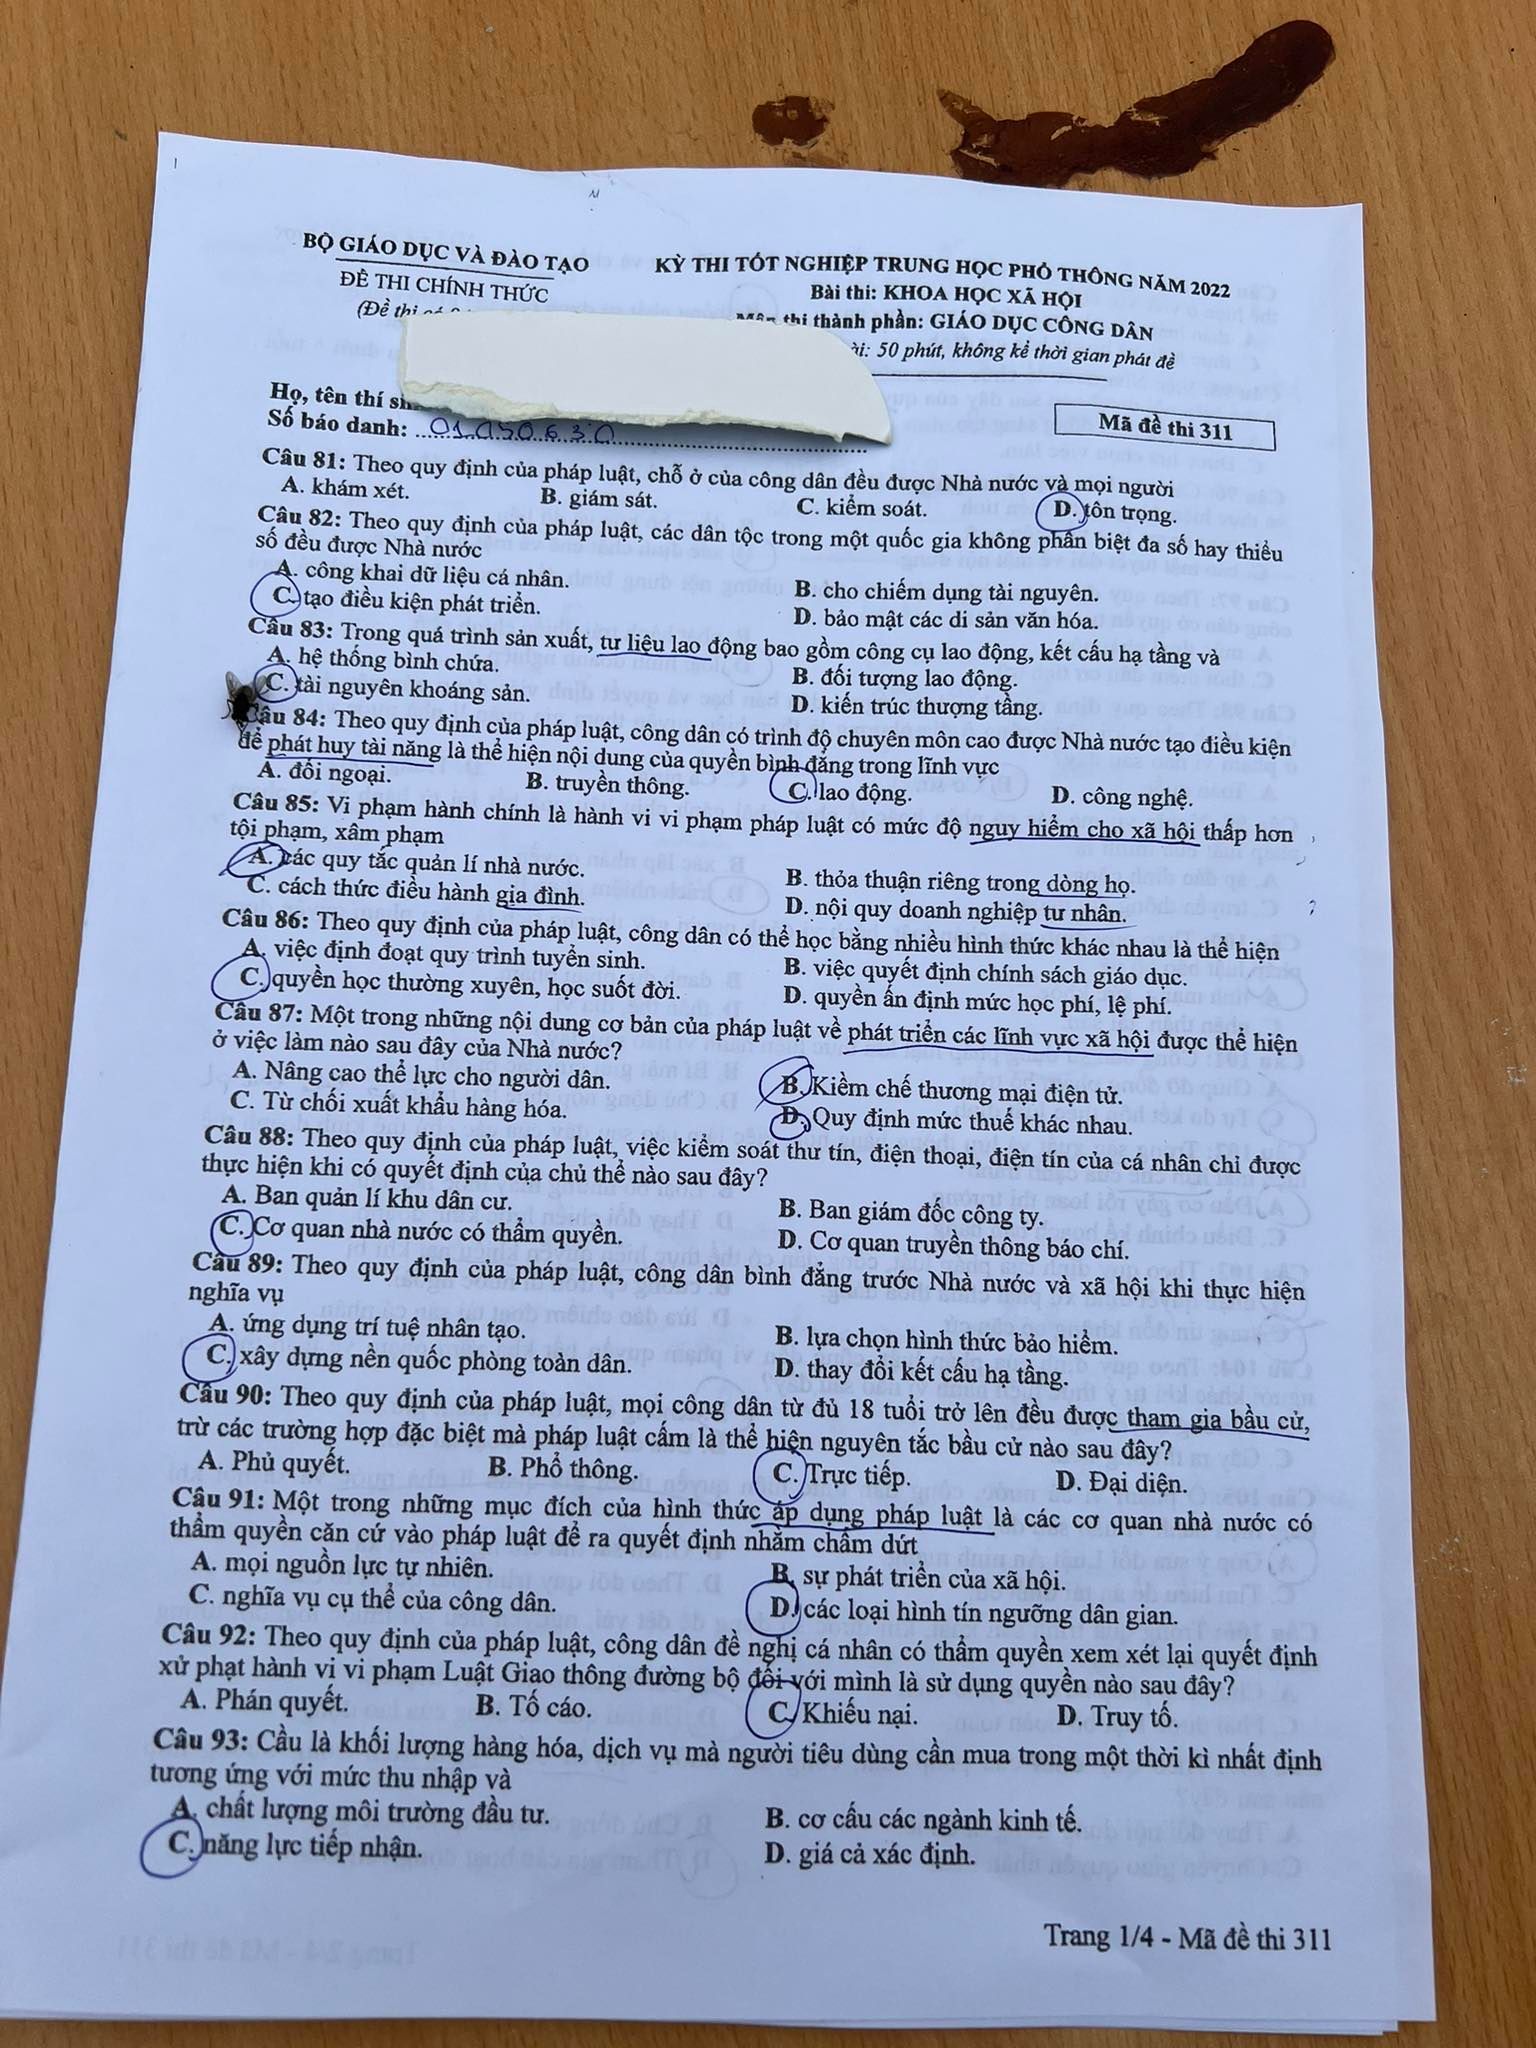 BỘ GIÁO DỤC VÀ ĐÀO TẠO
ĐỀ THI CHÍNH THỨC
(Đề thi có
KỲ THI TỐT NGHIỆP TRUNG HỌC PHỔ THÔNG NĂM 2022
Bài thi: KHOA HỌC XÃ HỘI
Môn thi thành phần: GIÁO DỤC CÔNG DÂN
50 phút, không kể thời gian phát đề
Họ, tên thí
Số báo danh:
Mã đề thi 311
Câu 81: Theo quy định của pháp luật, chỗ ở của công dân đều được Nhà nước và mọi người
A. khám xét. B. giám sát. C. kiểm soát. D. tôn trọng.
Câu 82: Theo quy định của pháp luật, các dân tộc trong một quốc gia không phân biệt đa số hay thiểu
số đều được Nhà nước
A. công khai dữ liệu cá nhân. B. cho chiếm dụng tài nguyên.
C. tạo điều kiện phát triển. D. bảo mật các di sản văn hóa.
Câu 83: Trong quá trình sản xuất, tư liệu lao động bao gồm công cụ lao động, kết cấu hạ tầng và
A. hệ thống bình chứa. B. đối tượng lao động.
C. tài nguyên khoáng sản. D. kiến trúc thượng tầng.
Câu 84: Theo quy định của pháp luật, công dân có trình độ chuyên môn cao được Nhà nước tạo điều kiện
để phát huy tài năng là thể hiện nội dung của quyền bình đẳng trong lĩnh vực
A. đối ngoại. B. truyền thông. C. lao động. D. công nghệ.
Câu 85: Vi phạm hành chính là hành vi vi phạm pháp luật có mức độ nguy hiểm cho xã hội thấp hơn
tội phạm, xâm phạm
A. các quy tắc quản lí nhà nước. B. thỏa thuận riêng trong dòng họ.
C. cách thức điều hành gia đình. D. nội quy doanh nghiệp tư nhân.
Câu 86: Theo quy định của pháp luật, công dân có thể học bằng nhiều hình thức khác nhau là thể hiện
A. việc định đoạt quy trình tuyển sinh. B. việc quyết định chính sách giáo dục.
C. quyền học thường xuyên, học suốt đời. D. quyền ấn định mức học phí, lệ phí.
Câu 87: Một trong những nội dung cơ bản của pháp luật về phát triển các lĩnh vực xã hội được thể hiện
ở việc làm nào sau đây của Nhà nước?
A. Nâng cao thể lực cho người dân. B. Kiềm chế thương mại điện tử.
C. Từ chối xuất khẩu hàng hóa. D. Quy định mức thuế khác nhau.
Câu 88: Theo quy định của pháp luật, việc kiểm soát thư tín, điện thoại, điện tín của cá nhân chỉ được
thực hiện khi có quyết định của chủ thể nào sau đây?
A. Ban quản lí khu dân cư. B. Ban giám đốc công ty.
C. Cơ quan nhà nước có thẩm quyền. D. Cơ quan truyền thông báo chí.
Câu 89: Theo quy định của pháp luật, công dân bình đẳng trước Nhà nước và xã hội khi thực hiện
nghĩa vụ
A. ứng dụng trí tuệ nhân tạo. B. lựa chọn hình thức bảo hiểm.
C. xây dựng nền quốc phòng toàn dân. D. thay đổi kết cấu hạ tầng.
Câu 90: Theo quy định của pháp luật, mọi công dân từ đủ 18 tuổi trở lên đều được tham gia bầu cử,
trừ các trường hợp đặc biệt mà pháp luật cấm là thể hiện nguyên tắc bầu cử nào sau đây?
A. Phủ quyết. B. Phổ thông. C. Trực tiếp. D. Đại diện.
Câu 91: Một trong những mục đích của hình thức áp dụng pháp luật là các cơ quan nhà nước có
thẩm quyền căn cứ vào pháp luật để ra quyết định nhằm chấm dứt
A. mọi nguồn lực tự nhiên. B. sự phát triển của xã hội.
C. nghĩa vụ cụ thể của công dân. D. các loại hình tín ngưỡng dân gian.
Câu 92: Theo quy định của pháp luật, công dân đề nghị cá nhân có thẩm quyền xem xét lại quyết định
xử phạt hành vi vi phạm Luật Giao thông đường bộ đối với mình là sử dụng quyền nào sau đây?
A. Phán quyết. B. Tố cáo. C. Khiếu nại. D. Truy tố.
Câu 93: Cầu là khối lượng hàng hóa, dịch vụ mà người tiêu dùng cần mua trong một thời kì nhất định
tương ứng với mức thu nhập và
A. chất lượng môi trường đầu tư. B. cơ cấu các ngành kinh tế.
C. năng lực tiếp nhận. D. giá cả xác định.
Trang 1/4 - Mã đề thi 311